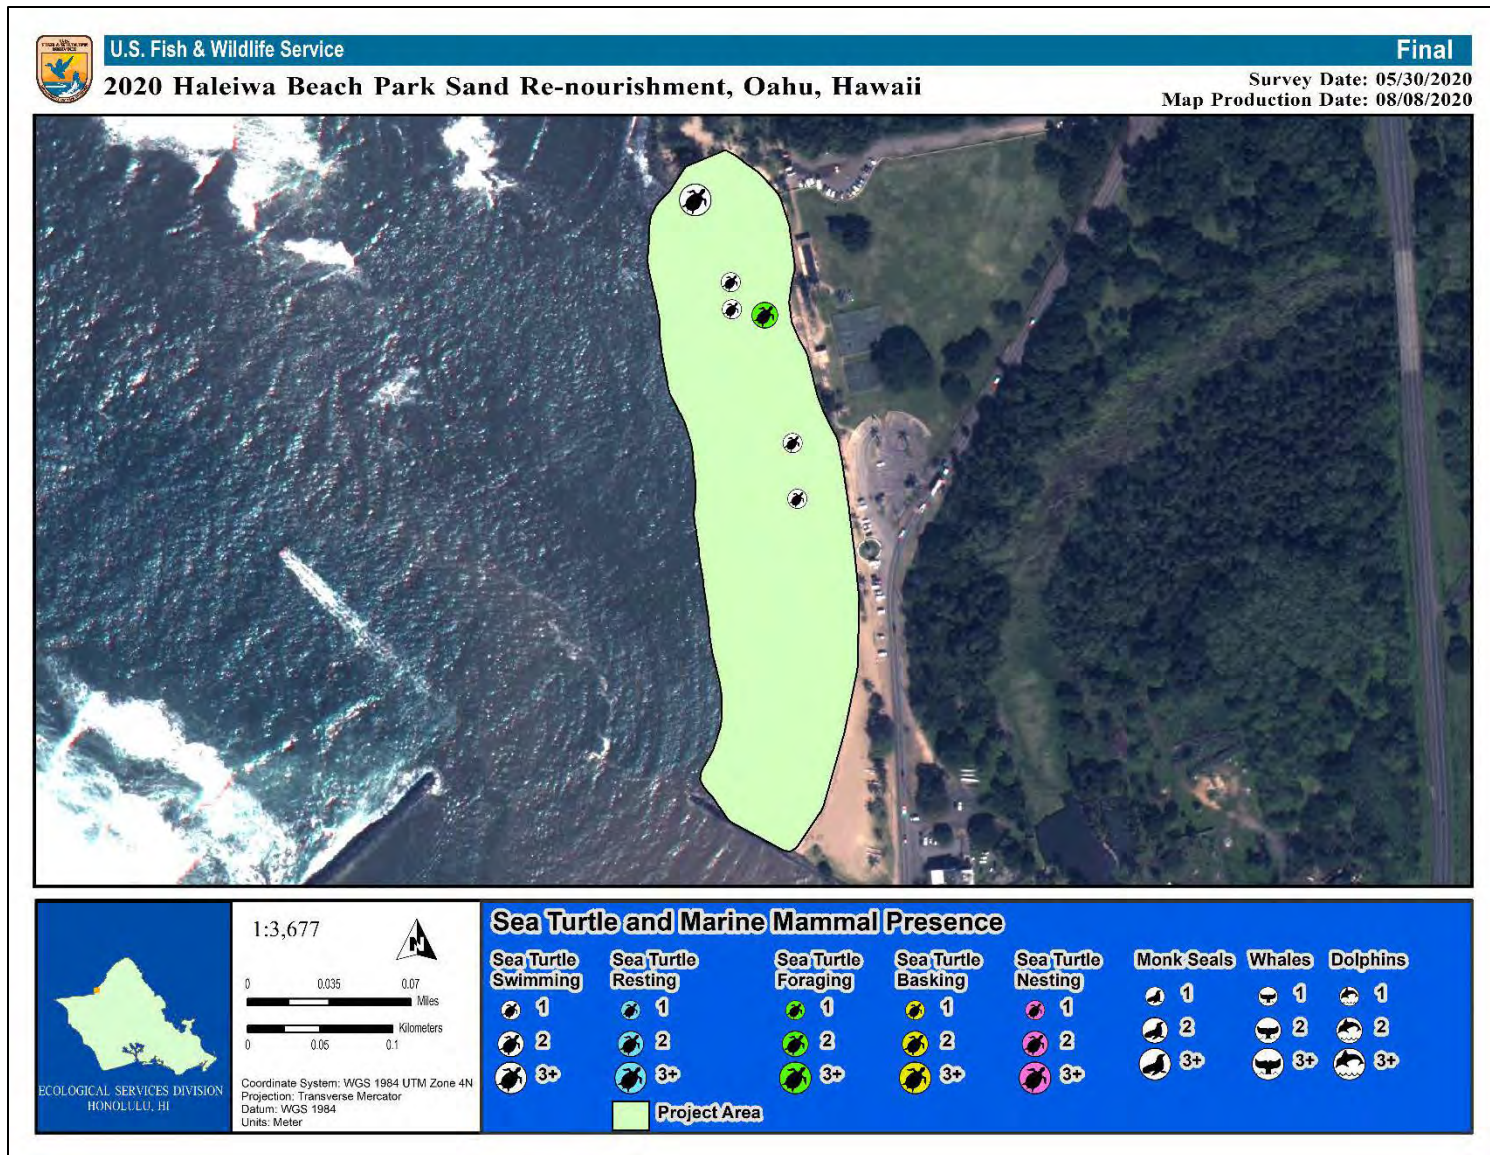 U.S. Fish & Wildlife Service
Final
2020 Haleiwa Beach Park Sand Re-nourishment, Oahu, Hawaii
Survey Date: 05/30/2020
Map Production Date: 08/08/2020
1:3,677
N
0 0.035 0.07
Miles
Kilometers
0 0.05 0.1
Coordinate System: WGS 1984 UTM Zone 4N
Projection: Transverse Mercator
Datum: WGS 1984
Units: Meter
ECOLOGICAL SERVICES DIVISION
HONOLULU, HI
Sea Turtle and Marine Mammal Presence
Sea Turtle Swimming
1
2
3+
Sea Turtle Resting
1
2
3+
Sea Turtle Foraging
1
2
3+
Sea Turtle Basking
1
2
3+
Sea Turtle Nesting
1
2
3+
Monk Seals
1
2
3+
Whales
1
2
3+
Dolphins
1
2
3+
Project Area